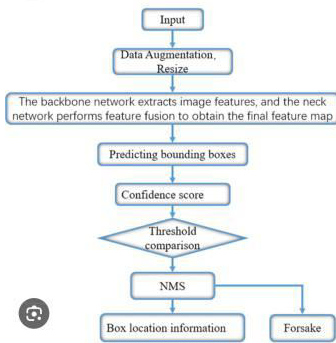 Input
Data Augmentation,
Resize
The backbone network extracts image features, and the neck
network performs feature fusion to obtain the final feature map
Predicting bounding boxes
Confidence score
Threshold
comparison
NMS
Box location information
Forsake